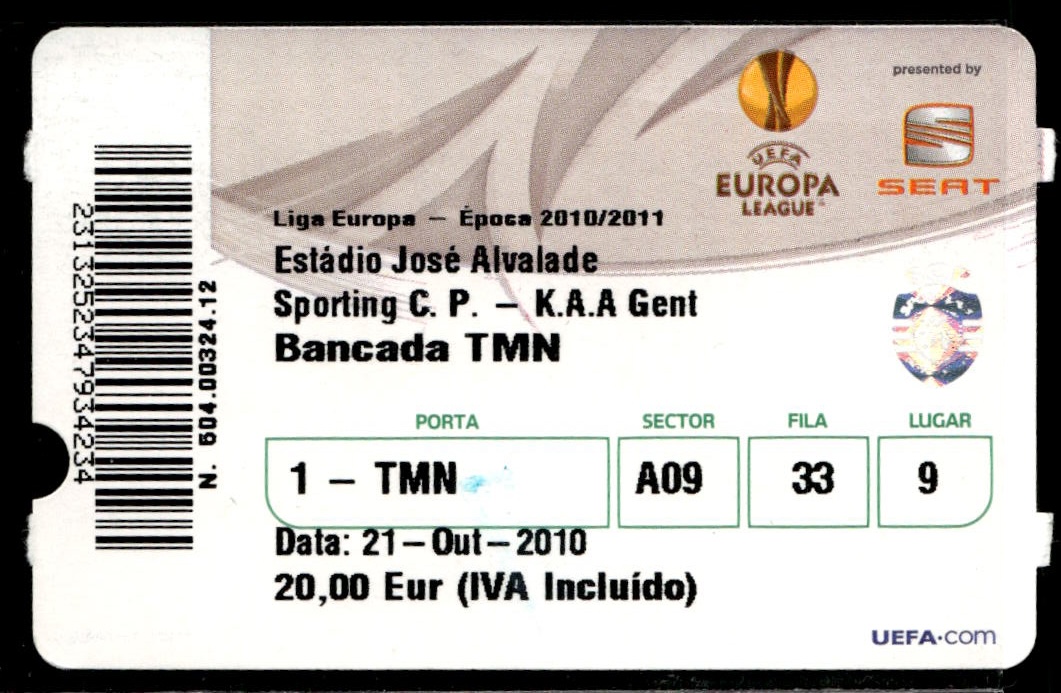 presented by
SEAT
UEFA
EUROPA
LEAGUE
Liga Europa – Época 2010/2011
Estádio José Alvalade
Sporting C. P. – K.A.A Gent
Bancada TMN
PORTA SECTOR FILA LUGAR
1 – TMN A09 33 9
Data: 21–Out–2010
20,00 Eur (IVA Incluído)
UEFA.com
2313252347934234
N. 504.00324.12